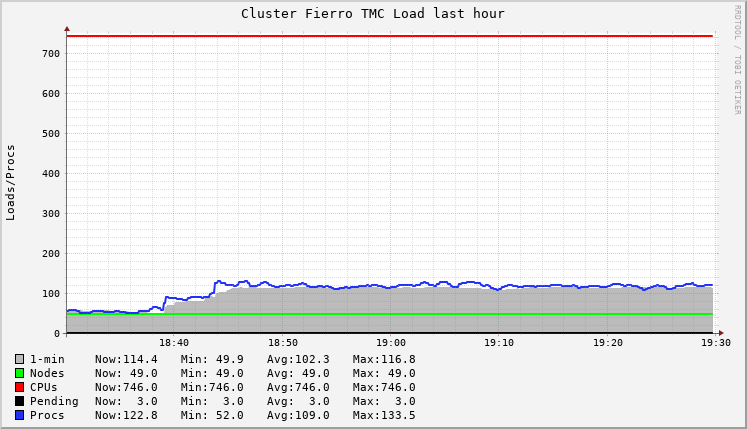 Cluster Fierro TMC Load last hour
RRDTOOL / TOBI OETIKER
Loads/Procs
700
600
500
400
300
200
100
0
18:40 18:50 19:00 19:10 19:20 19:30
1-min Now:114.4 Min: 49.9 Avg:102.3 Max:116.8
Nodes Now: 49.0 Min: 49.0 Avg: 49.0 Max: 49.0
CPUs Now:746.0 Min:746.0 Avg:746.0 Max:746.0
Pending Now: 3.0 Min: 3.0 Avg: 3.0 Max: 3.0
Procs Now:122.8 Min: 52.0 Avg:109.0 Max:133.5